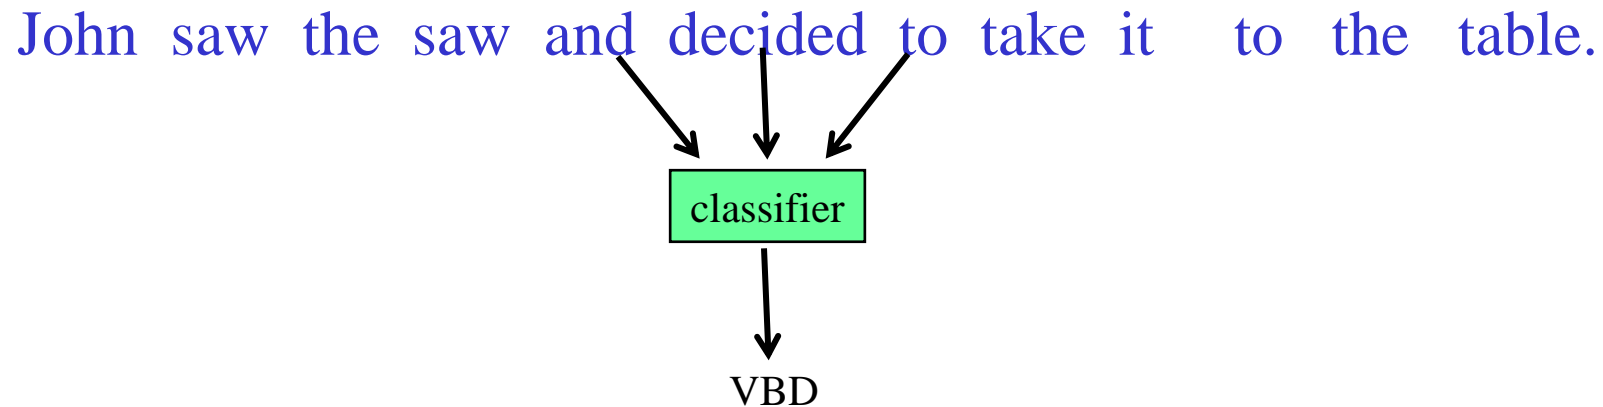 John saw the saw and decided to take it to the table.
classifier
VBD